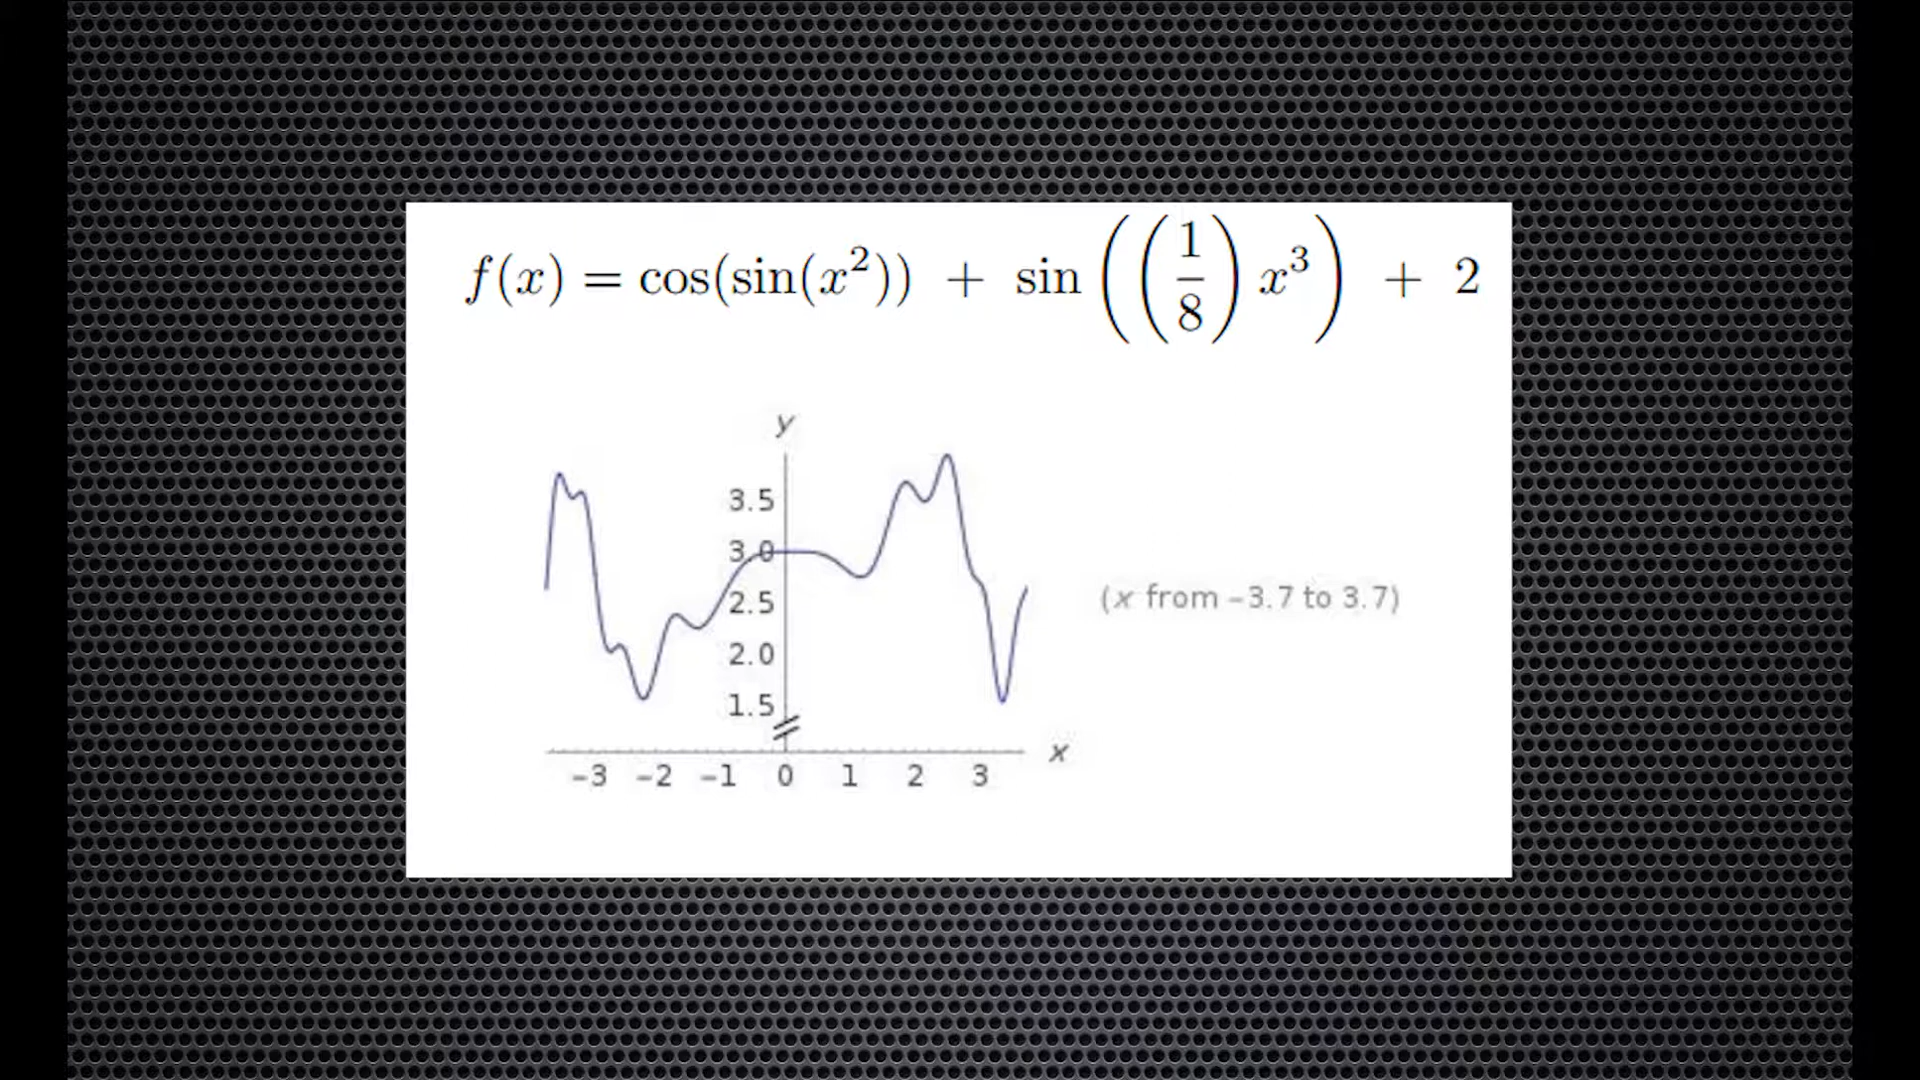 f(x) = cos(sin(x²)) + sin((1/8)x³) + 2
y
3.5
3.0
2.5
2.0
1.5
(x from −3.7 to 3.7)
x
−3 −2 −1 0 1 2 3